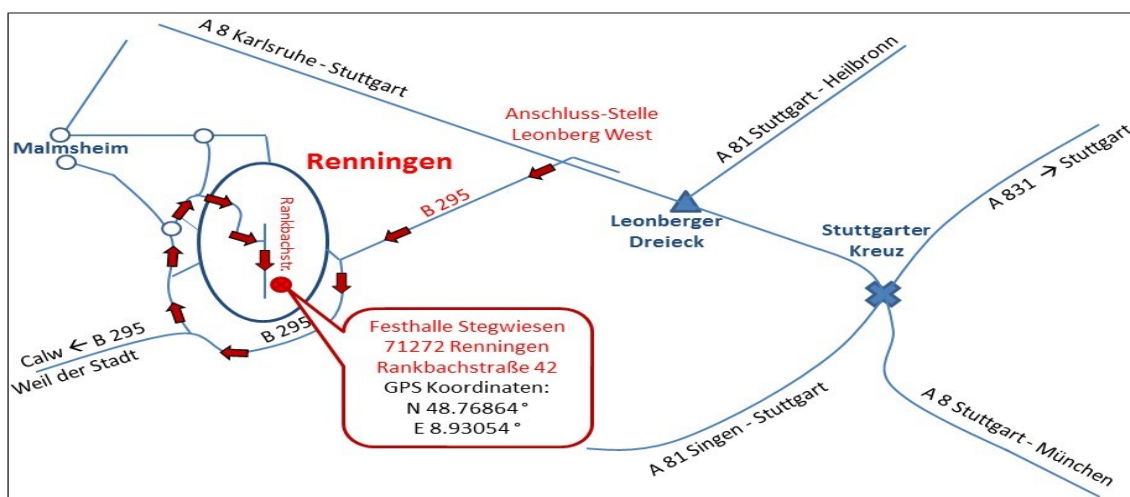 A 8 Karlsruhe - Stuttgart
A 81 Stuttgart - Heilbronn
Anschluss-Stelle
Leonberg West
A 831 → Stuttgart
Malmsheim
Renningen
B 295
Rankbachstr.
Leonberger
Dreieck
Stuttgarter
Kreuz
B 295
Calw ← B 295
Weil der Stadt
Festhalle Stegwiesen
71272 Renningen
Rankbachstraße 42
GPS Koordinaten:
N 48.76864°
E 8.93054°
A 81 Singen - Stuttgart
A 8 Stuttgart - München